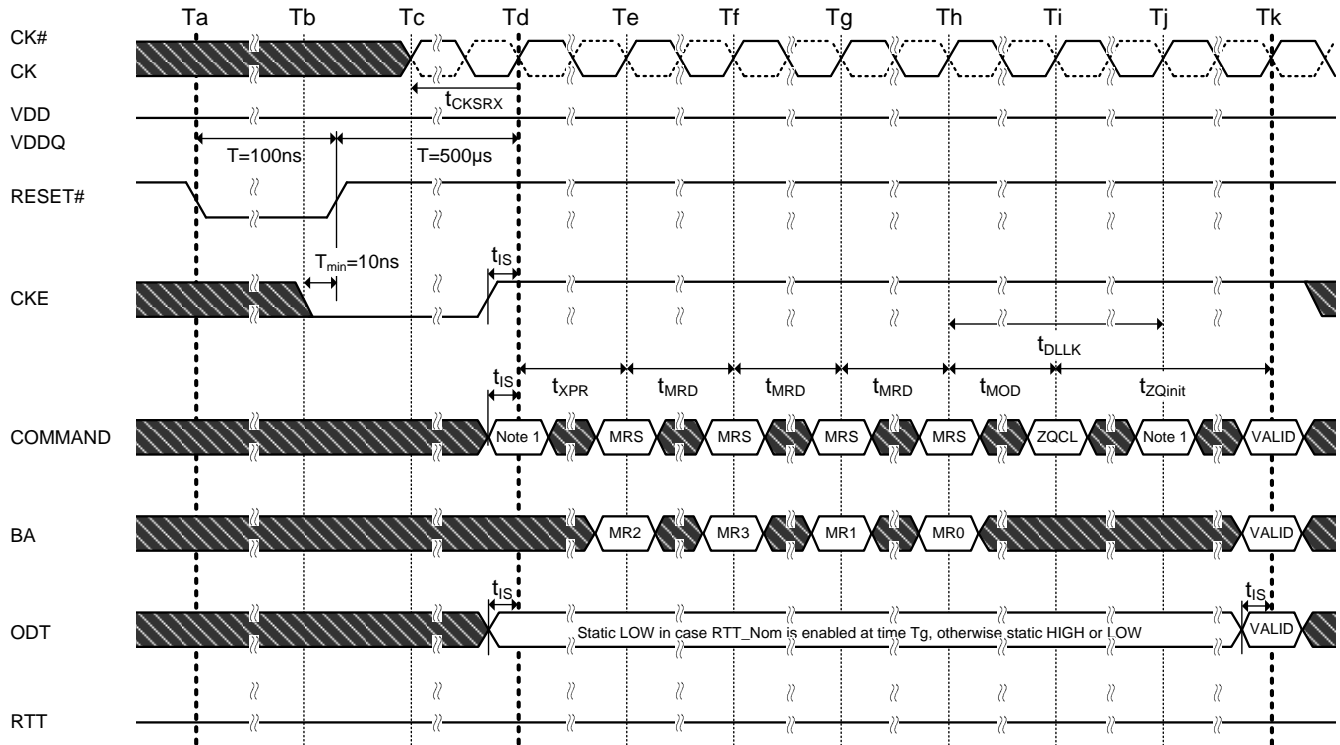 Ta Tb Tc Td Te Tf Tg Th Ti Tj Tk
CK#
CK
tCKSRX
VDD
VDDQ
T=100ns T=500µs
RESET#
Tmin=10ns tIS
CKE
tDLLK
tIS tXPR tMRD tMRD tMRD tMOD tZQinit
COMMAND Note 1 MRS MRS MRS MRS ZQCL Note 1 VALID
BA MR2 MR3 MR1 MR0 VALID
tIS tIS
ODT Static LOW in case RTT_Nom is enabled at time Tg, otherwise static HIGH or LOW VALID
RTT